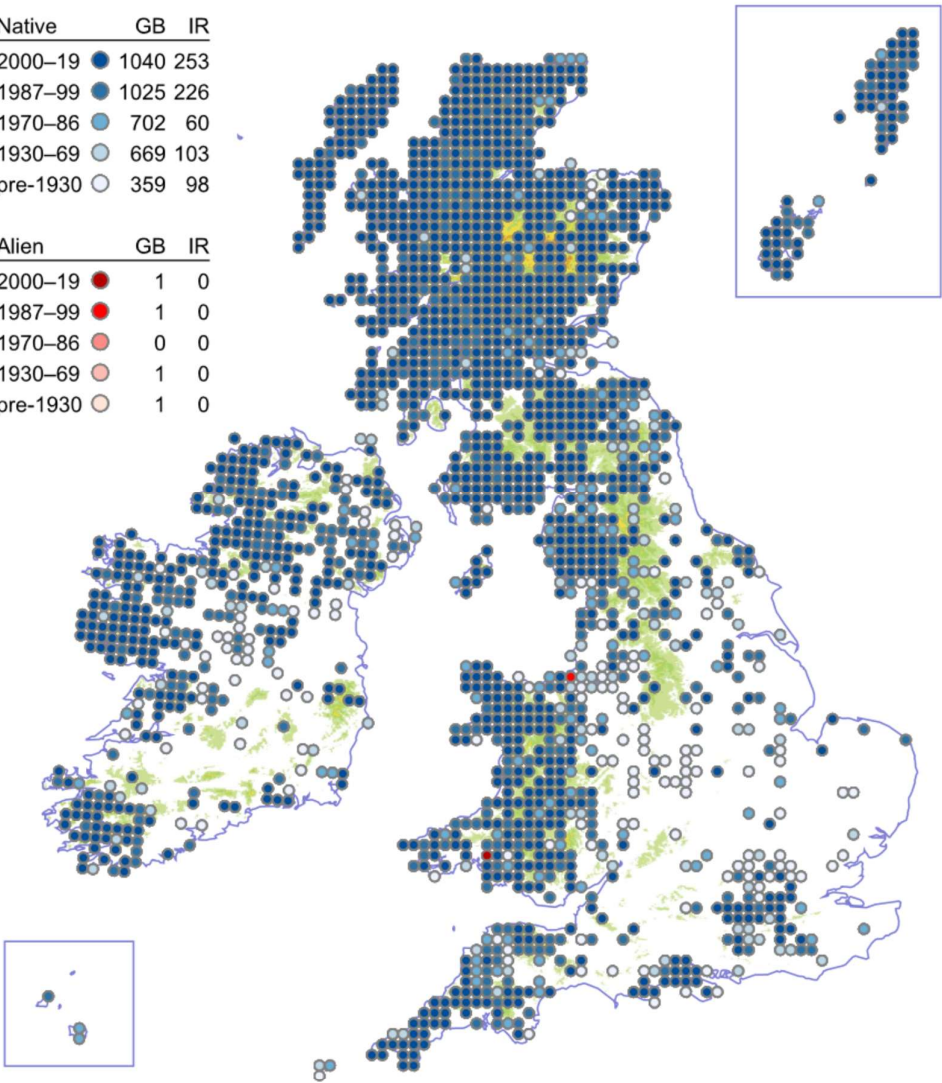 Native GB IR
2000–19 1040 253
1987–99 1025 226
1970–86 702 60
1930–69 669 103
pre-1930 359 98
Alien GB IR
2000–19 1 0
1987–99 1 0
1970–86 0 0
1930–69 1 0
pre-1930 1 0